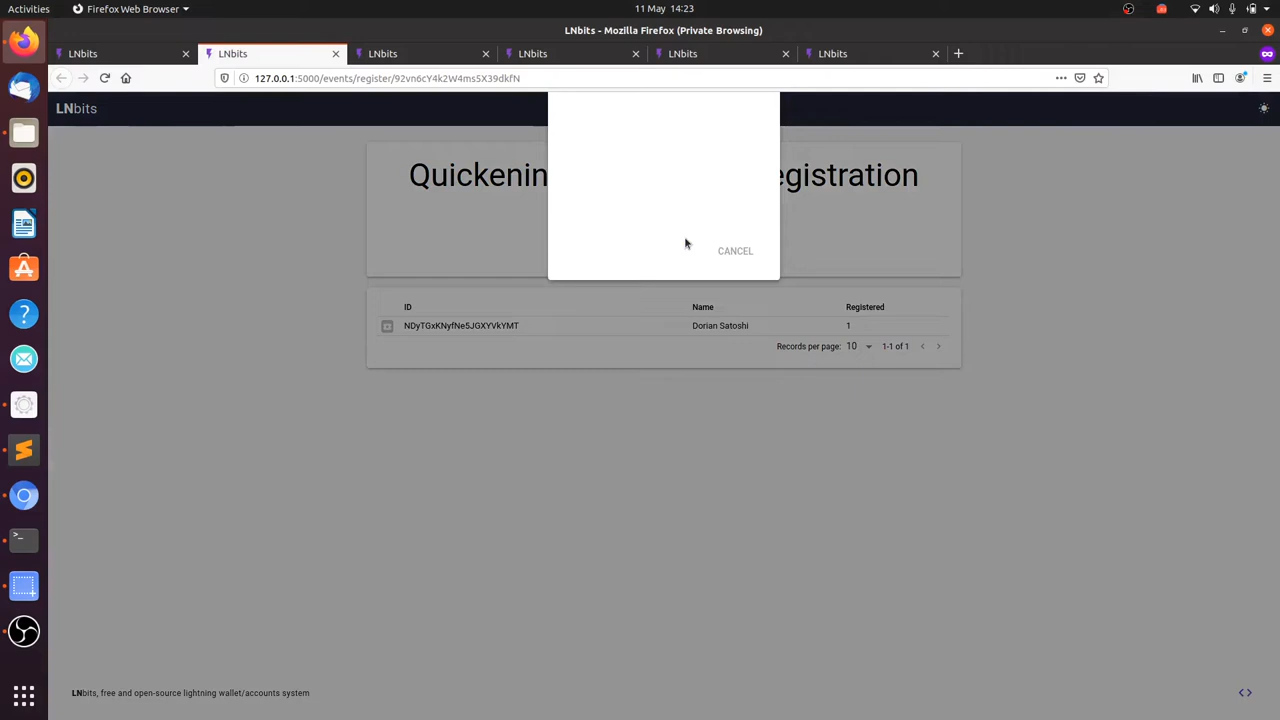 Activities Firefox Web Browser 11 May 14:23
LNbits - Mozilla Firefox (Private Browsing)
LNbits LNbits LNbits LNbits LNbits LNbits
127.0.0.1:5000/events/register/92vn6cY4k2W4ms5X39dkfN
LNbits
Quickenin egistration
CANCEL
ID Name Registered
NDyTGxKNyfNe5JGXYVkYMT Dorian Satoshi 1
Records per page: 10 1-1 of 1
LNbits, free and open-source lightning wallet/accounts system